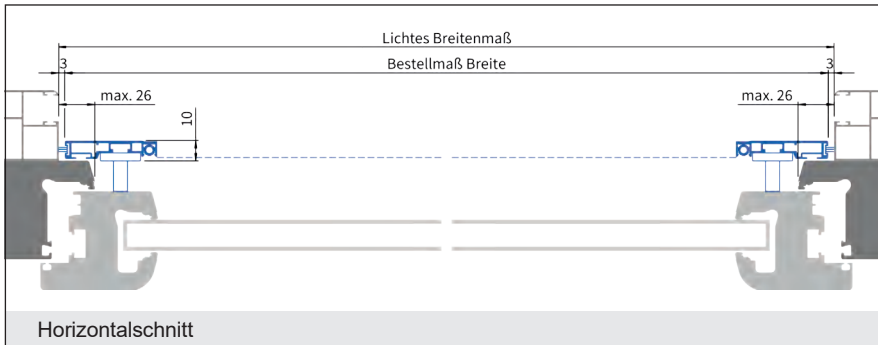 Lichtes Breitenmaß
3 Bestellmaß Breite 3
max. 26 max. 26
10
Horizontalschnitt